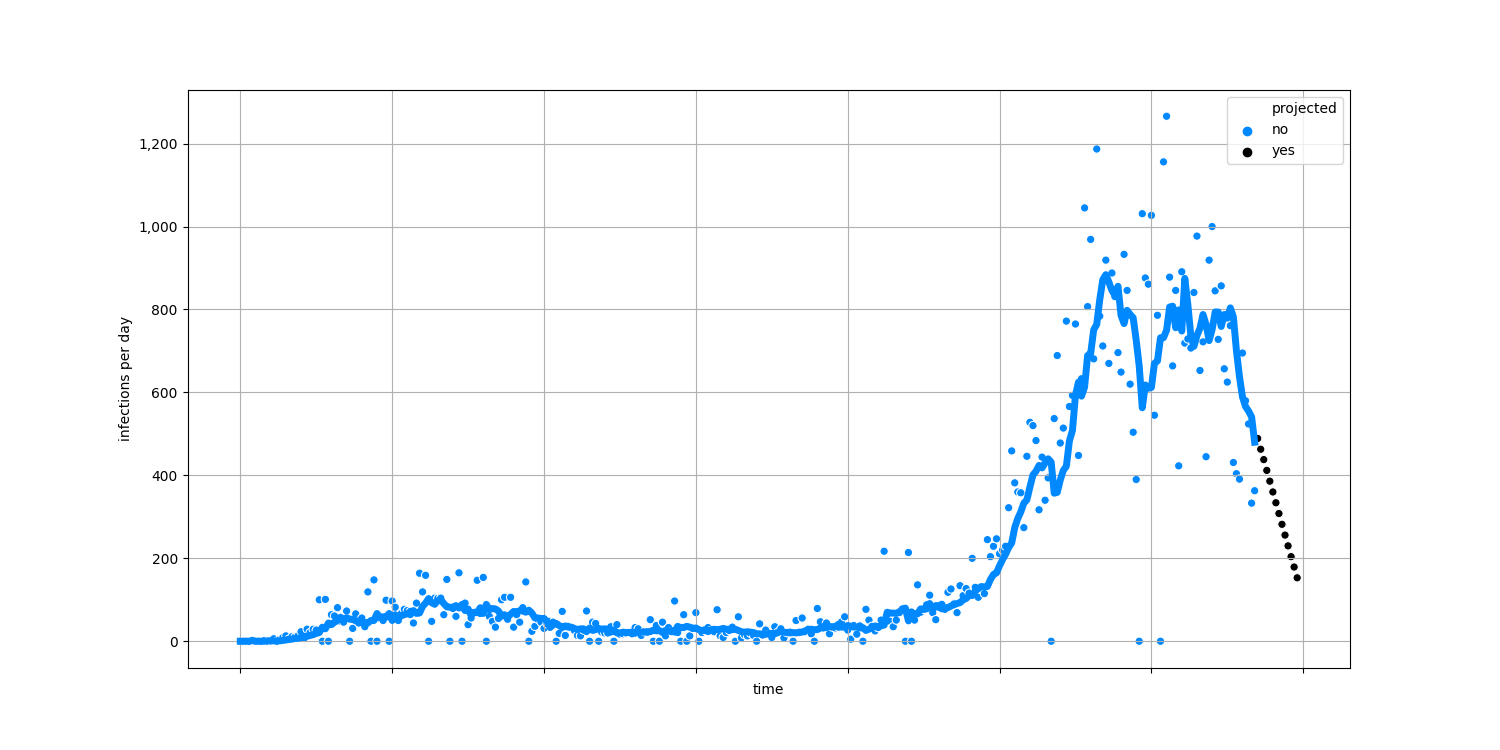 projected
no
yes
1,200
1,000
800
600
400
200
0
infections per day
time